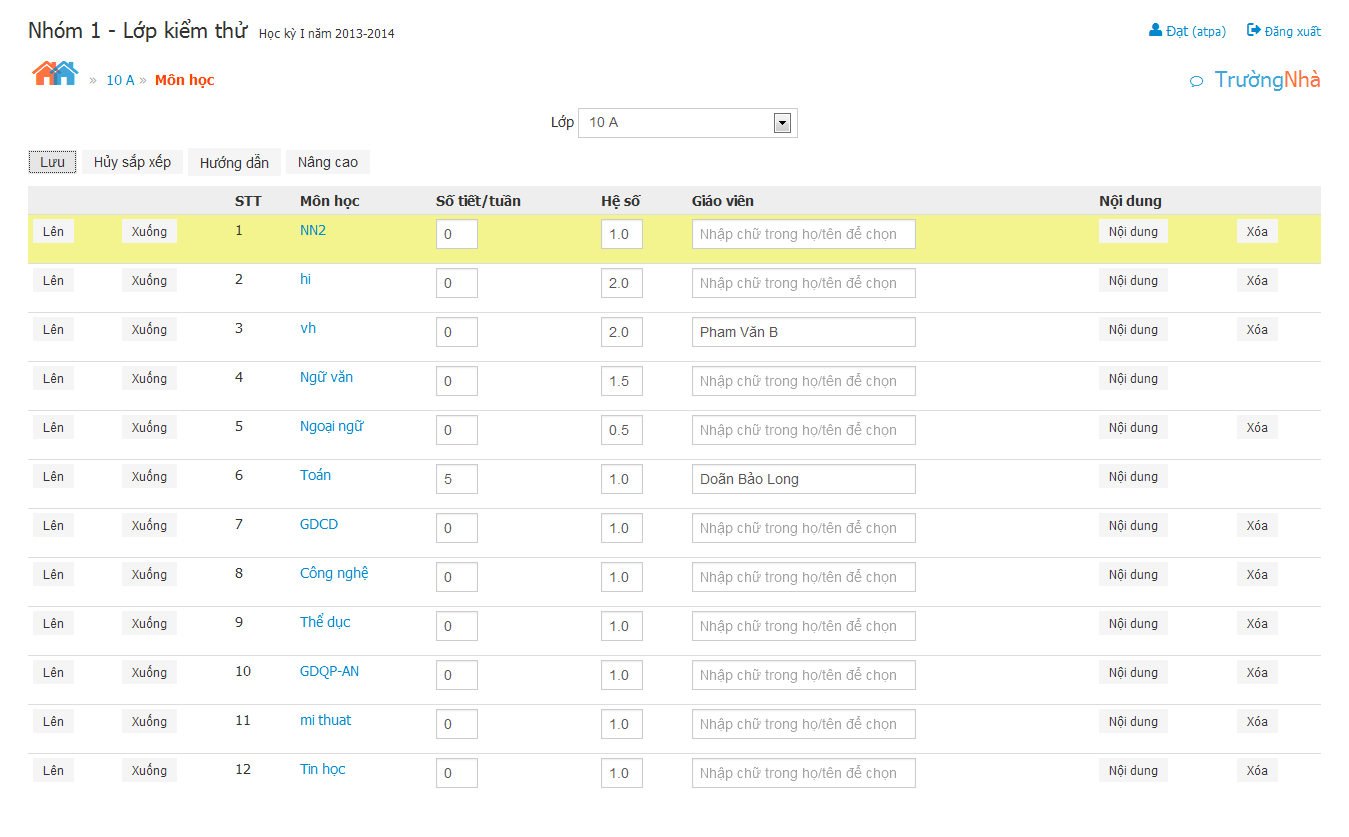 Nhóm 1 - Lớp kiểm thử Học kỳ I năm 2013-2014 Đạt (atpa) Đăng xuất
» 10 A » Môn học TrườngNhà
Lớp 10 A
Lưu Hủy sắp xếp Hướng dẫn Nâng cao
STT Môn học Số tiết/tuần Hệ số Giáo viên Nội dung
Lên Xuống 1 NN2 0 1.0 Nhập chữ trong họ/tên để chọn Nội dung Xóa
Lên Xuống 2 hi 0 2.0 Nhập chữ trong họ/tên để chọn Nội dung Xóa
Lên Xuống 3 vh 0 2.0 Pham Văn B Nội dung Xóa
Lên Xuống 4 Ngữ văn 0 1.5 Nhập chữ trong họ/tên để chọn Nội dung
Lên Xuống 5 Ngoại ngữ 0 0.5 Nhập chữ trong họ/tên để chọn Nội dung Xóa
Lên Xuống 6 Toán 5 1.0 Doãn Bảo Long Nội dung
Lên Xuống 7 GDCD 0 1.0 Nhập chữ trong họ/tên để chọn Nội dung Xóa
Lên Xuống 8 Công nghệ 0 1.0 Nhập chữ trong họ/tên để chọn Nội dung Xóa
Lên Xuống 9 Thể dục 0 1.0 Nhập chữ trong họ/tên để chọn Nội dung Xóa
Lên Xuống 10 GDQP-AN 0 1.0 Nhập chữ trong họ/tên để chọn Nội dung Xóa
Lên Xuống 11 mi thuat 0 1.0 Nhập chữ trong họ/tên để chọn Nội dung Xóa
Lên Xuống 12 Tin học 0 1.0 Nhập chữ trong họ/tên để chọn Nội dung Xóa